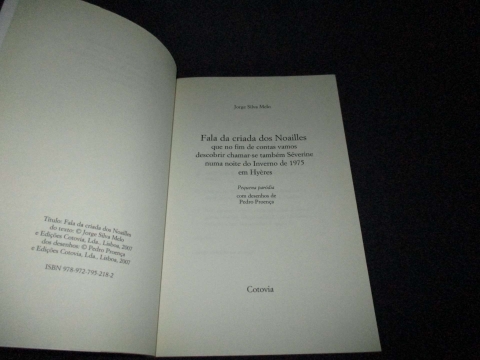 Título: Fala da criada dos Noailles
do texto: © Jorge Silva Melo
e Edições Cotovia, Lda., Lisboa, 2007
dos desenhos: © Pedro Proença
e Edições Cotovia, Lda., Lisboa, 2007
ISBN 978-972-795-218-2
Jorge Silva Melo
Fala da criada dos Noailles
que no fim de contas vamos
descobrir chamar-se também Séverine
numa noite do Inverno de 1975
em Hyères
Pequena partida
com desenhos de
Pedro Proença
Cotovia